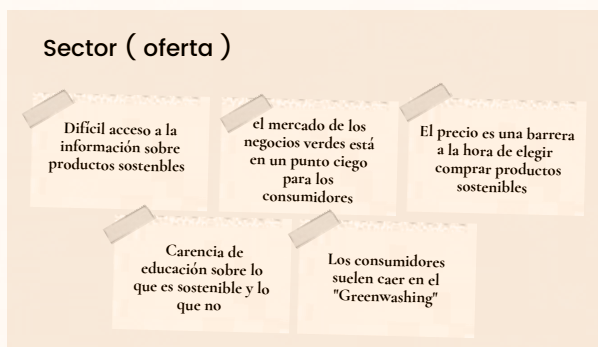 Sector ( oferta )
Difícil acceso a la
información sobre
productos sostenbles
el mercado de los
negocios verdes está
en un punto ciego
para los
consumidores
El precio es una barrera
a la hora de elegir
comprar productos
sostenibles
Carencia de
educación sobre lo
que es sostenible y lo
que no
Los consumidores
suelen caer en el
"Greenwashing"